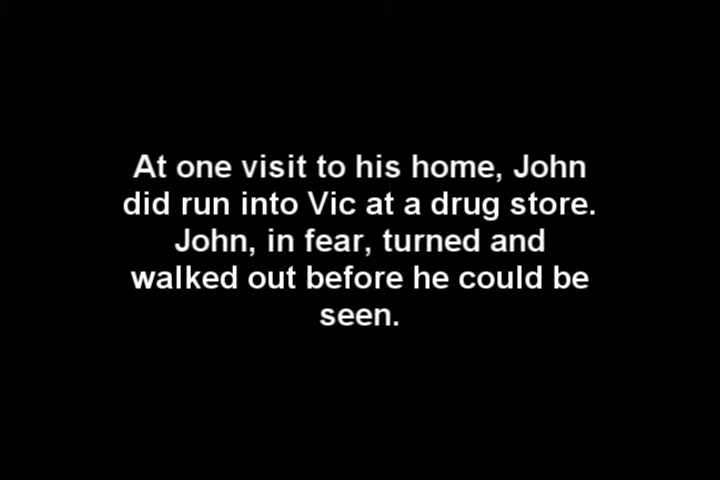 At one visit to his home, John
did run into Vic at a drug store.
John, in fear, turned and
walked out before he could be
seen.